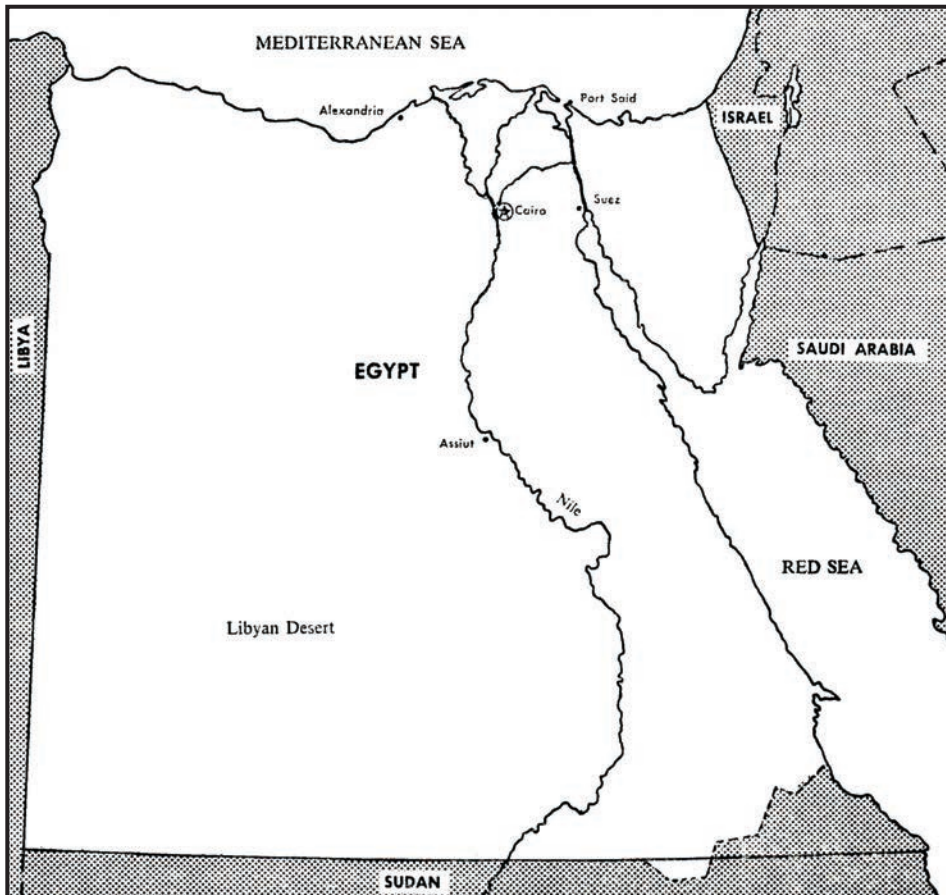 MEDITERRANEAN SEA
Alexandria
Port Said
ISRAEL
Cairo
Suez
LIBYA
SAUDI ARABIA
EGYPT
Assiut
Nile
RED SEA
Libyan Desert
SUDAN